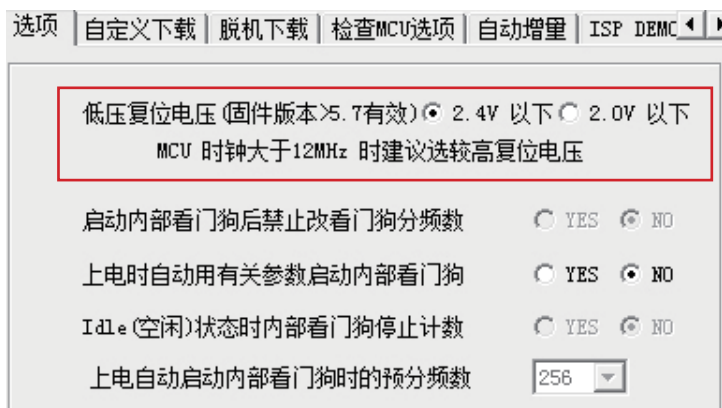 选项 自定义下载 脱机下载 检查MCU选项 自动增量 ISP DEMO
低压复位电压(固件版本>5.7有效) 2.4V 以下 2.0V 以下
MCU 时钟大于12MHz 时建议选较高复位电压
启动内部看门狗后禁止改看门狗分频数 YES NO
上电时自动用有关参数启动内部看门狗 YES NO
Idle(空闲)状态时内部看门狗停止计数 YES NO
上电自动启动内部看门狗时的预分频数 256